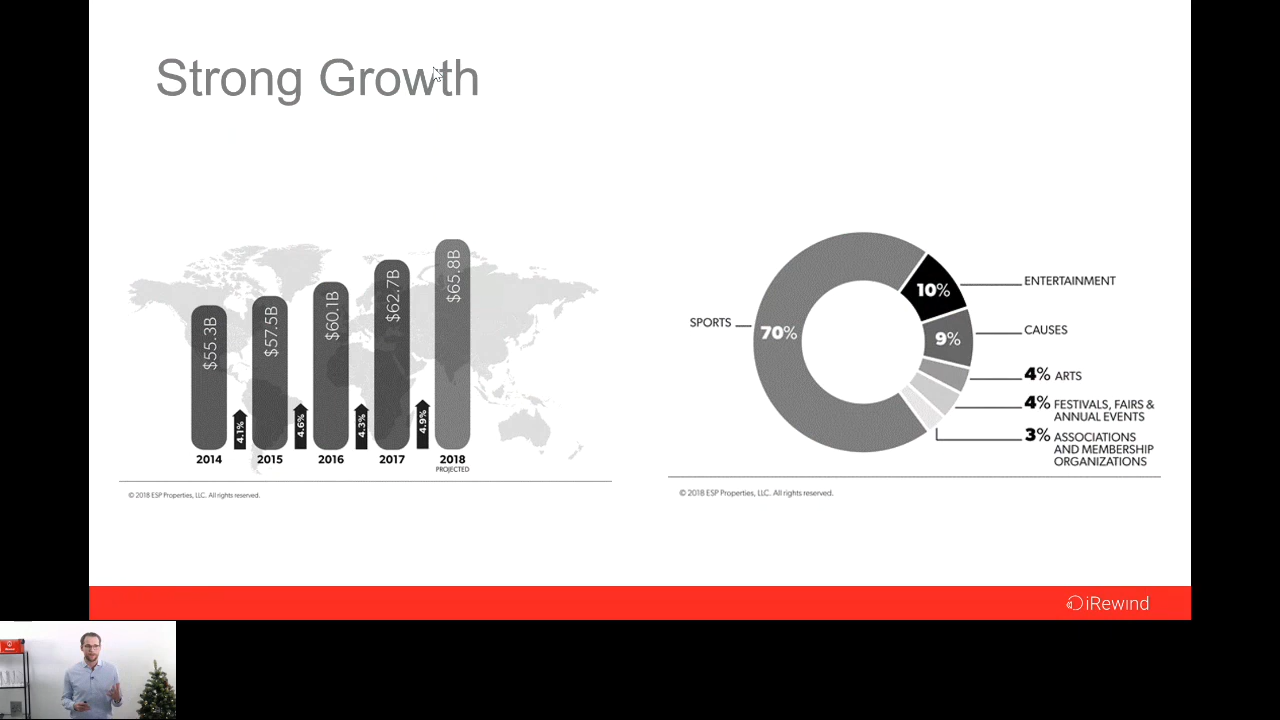 Strong Growth
$55.3B
$57.5B
$60.1B
$62.7B
$65.8B
4.1%
4.6%
4.3%
4.9%
2014
2015
2016
2017
2018
PROJECTED
© 2018 ESP Properties, LLC. All rights reserved.
SPORTS
70%
10%
ENTERTAINMENT
9%
CAUSES
4% ARTS
4% FESTIVALS, FAIRS &
ANNUAL EVENTS
3% ASSOCIATIONS
AND MEMBERSHIP
ORGANIZATIONS
© 2018 ESP Properties, LLC. All rights reserved.
iRewind